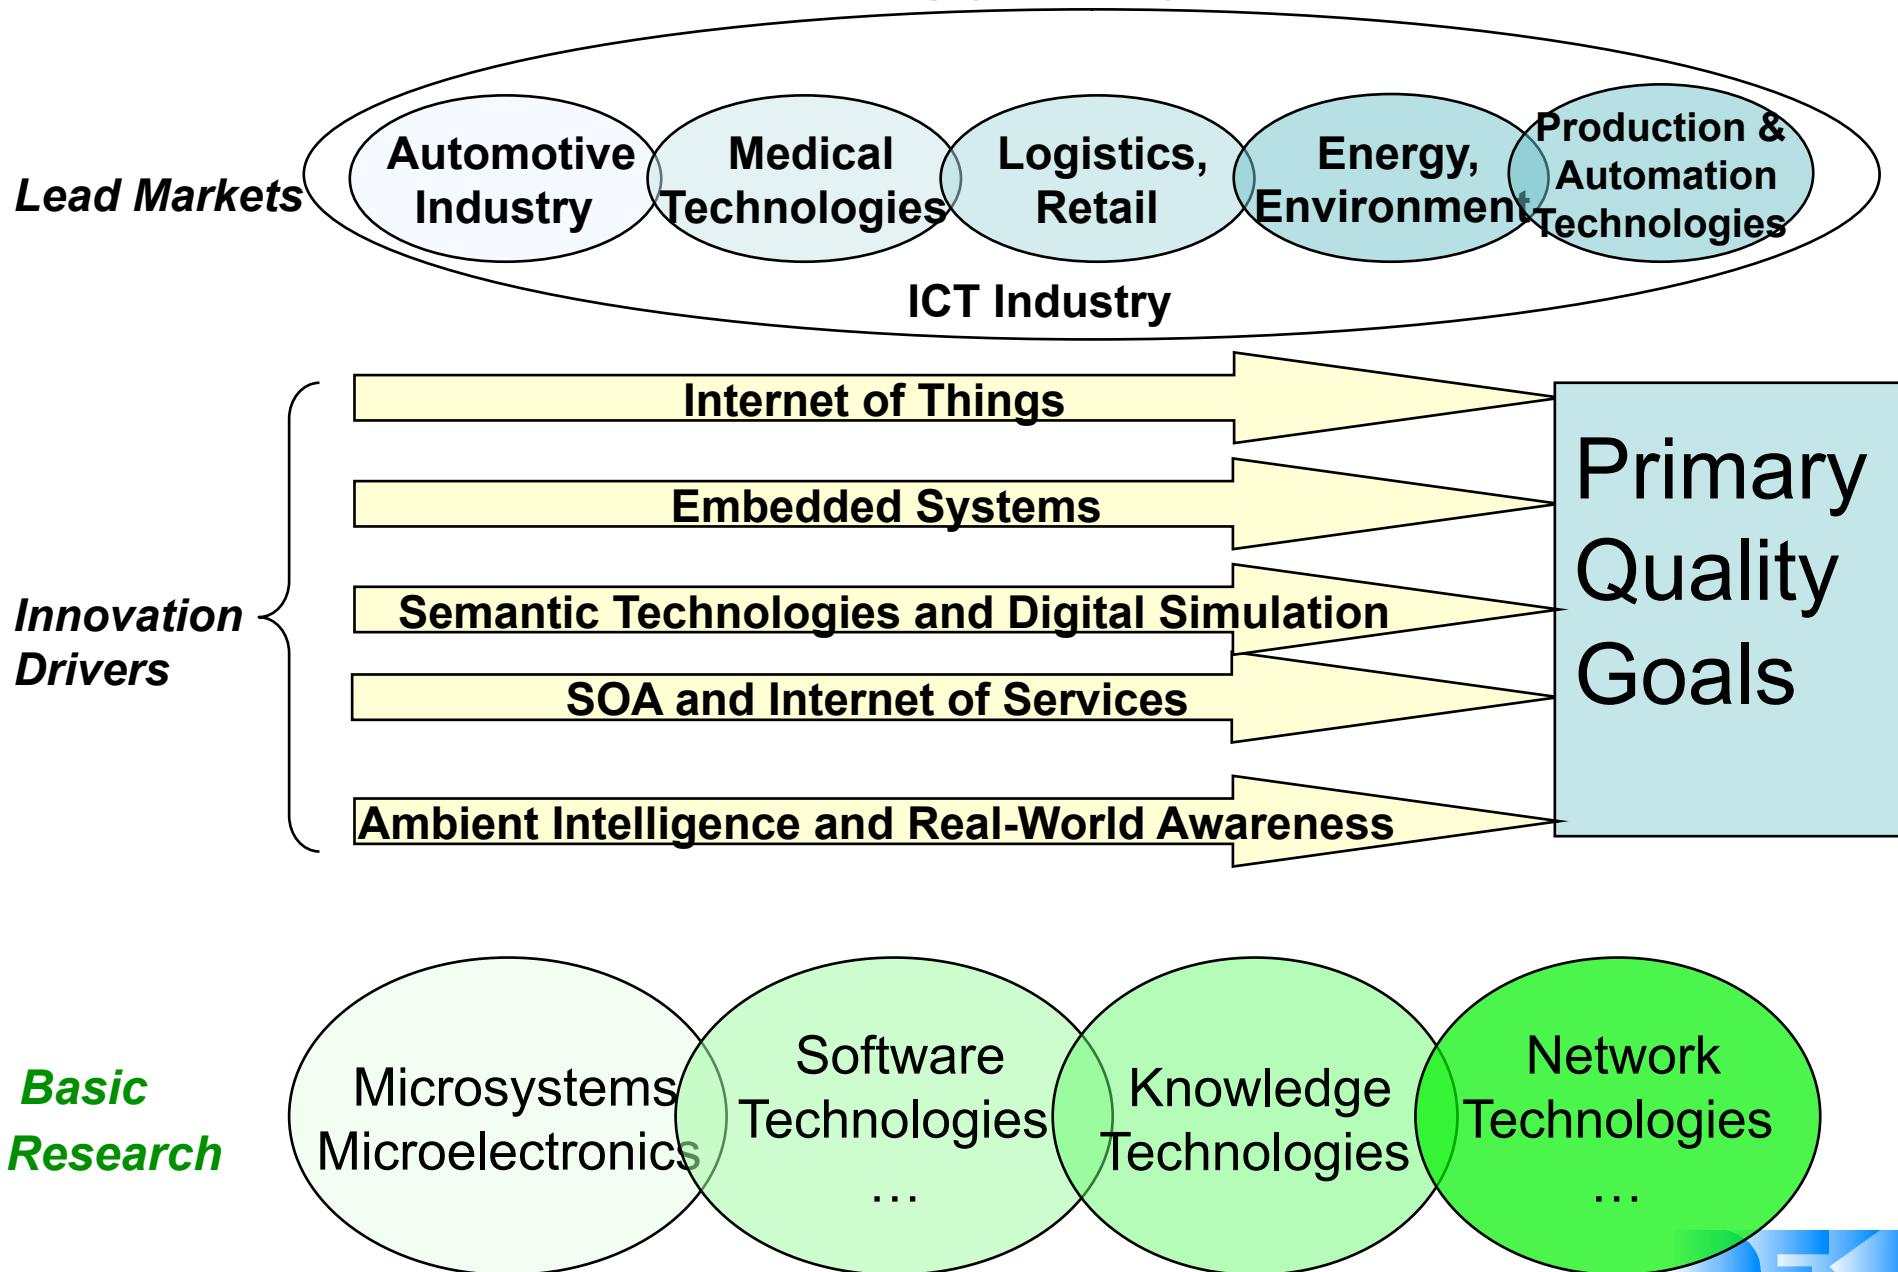 Lead Markets
Automotive
Industry
Medical
Technologies
Logistics,
Retail
Energy,
Environment
Production &
Automation
Technologies
ICT Industry
Innovation
Drivers
Internet of Things
Embedded Systems
Semantic Technologies and Digital Simulation
SOA and Internet of Services
Ambient Intelligence and Real-World Awareness
Primary
Quality
Goals
Basic
Research
Microsystems
Microelectronics
Software
Technologies
…
Knowledge
Technologies
Network
Technologies
…